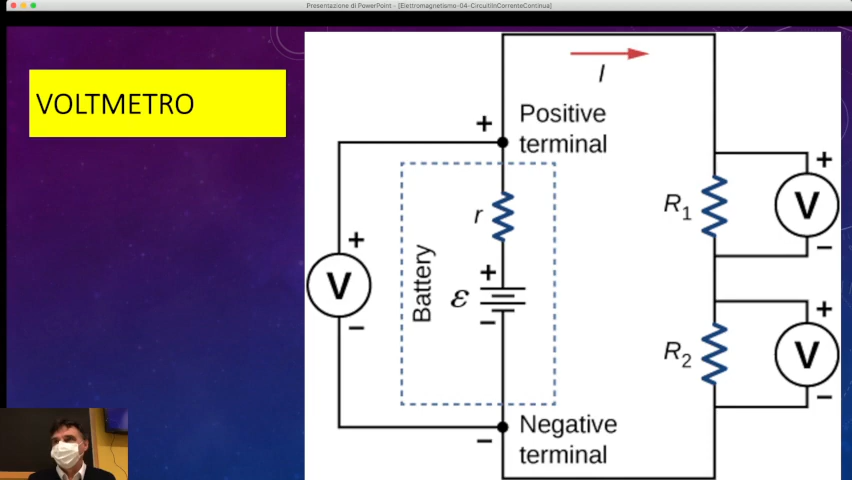 Presentazione di PowerPoint - [Elettromagnetismo-04-CircuitiInCorrenteContinua]
VOLTMETRO
I
+
Positive
terminal
+
V
−
Battery
r
+
ε
−
R1
+
V
−
R2
+
V
−
−
Negative
terminal